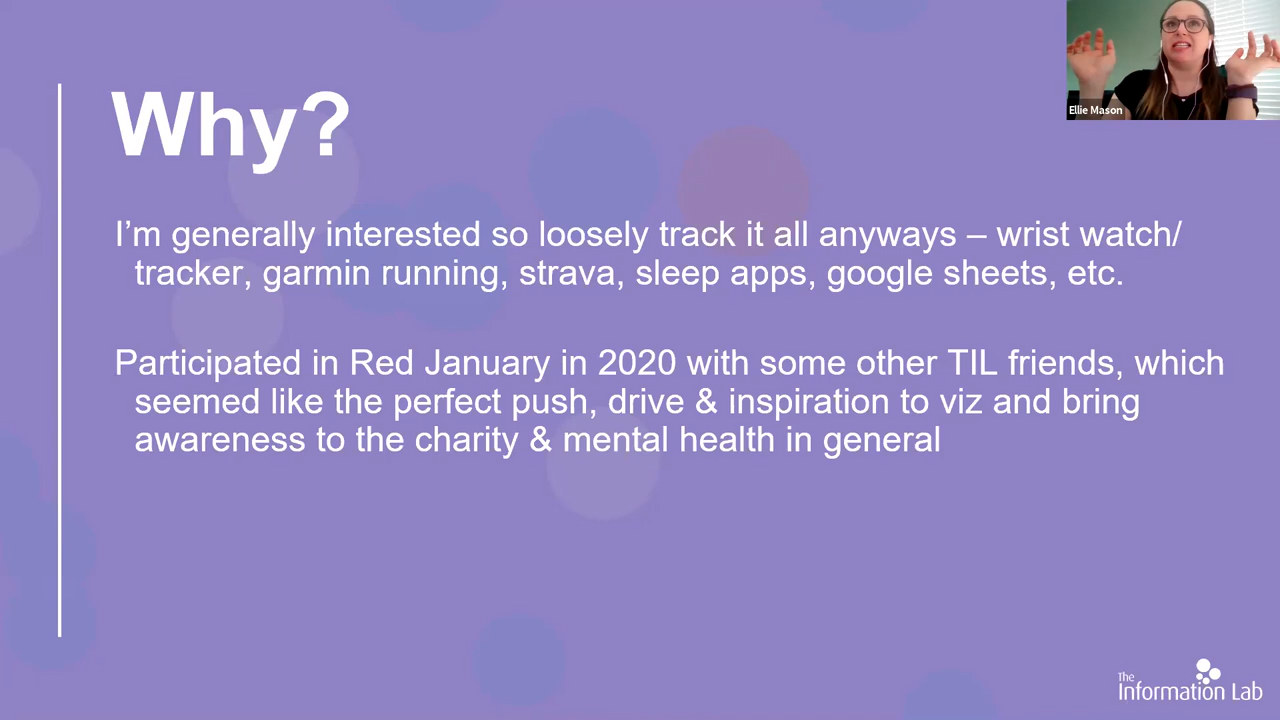 Why?
Ellie Mason
I’m generally interested so loosely track it all anyways – wrist watch/
tracker, garmin running, strava, sleep apps, google sheets, etc.
Participated in Red January in 2020 with some other TIL friends, which
seemed like the perfect push, drive & inspiration to viz and bring
awareness to the charity & mental health in general
The
Information Lab